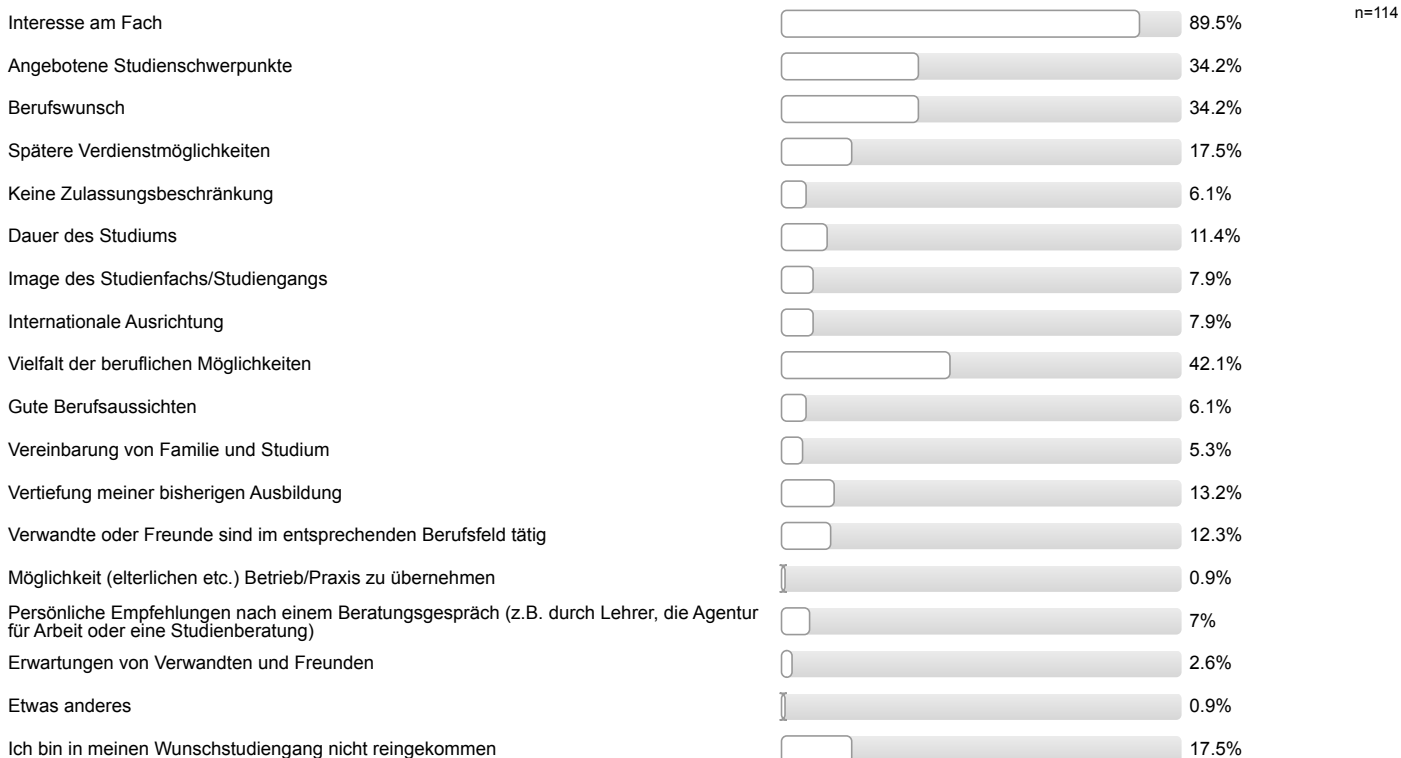 Interesse am Fach 89.5% n=114
Angebotene Studienschwerpunkte 34.2%
Berufswunsch 34.2%
Spätere Verdienstmöglichkeiten 17.5%
Keine Zulassungsbeschränkung 6.1%
Dauer des Studiums 11.4%
Image des Studienfachs/Studiengangs 7.9%
Internationale Ausrichtung 7.9%
Vielfalt der beruflichen Möglichkeiten 42.1%
Gute Berufsaussichten 6.1%
Vereinbarung von Familie und Studium 5.3%
Vertiefung meiner bisherigen Ausbildung 13.2%
Verwandte oder Freunde sind im entsprechenden Berufsfeld tätig 12.3%
Möglichkeit (elterlichen etc.) Betrieb/Praxis zu übernehmen 0.9%
Persönliche Empfehlungen nach einem Beratungsgespräch (z.B. durch Lehrer, die Agentur
für Arbeit oder eine Studienberatung) 7%
Erwartungen von Verwandten und Freunden 2.6%
Etwas anderes 0.9%
Ich bin in meinen Wunschstudiengang nicht reingekommen 17.5%